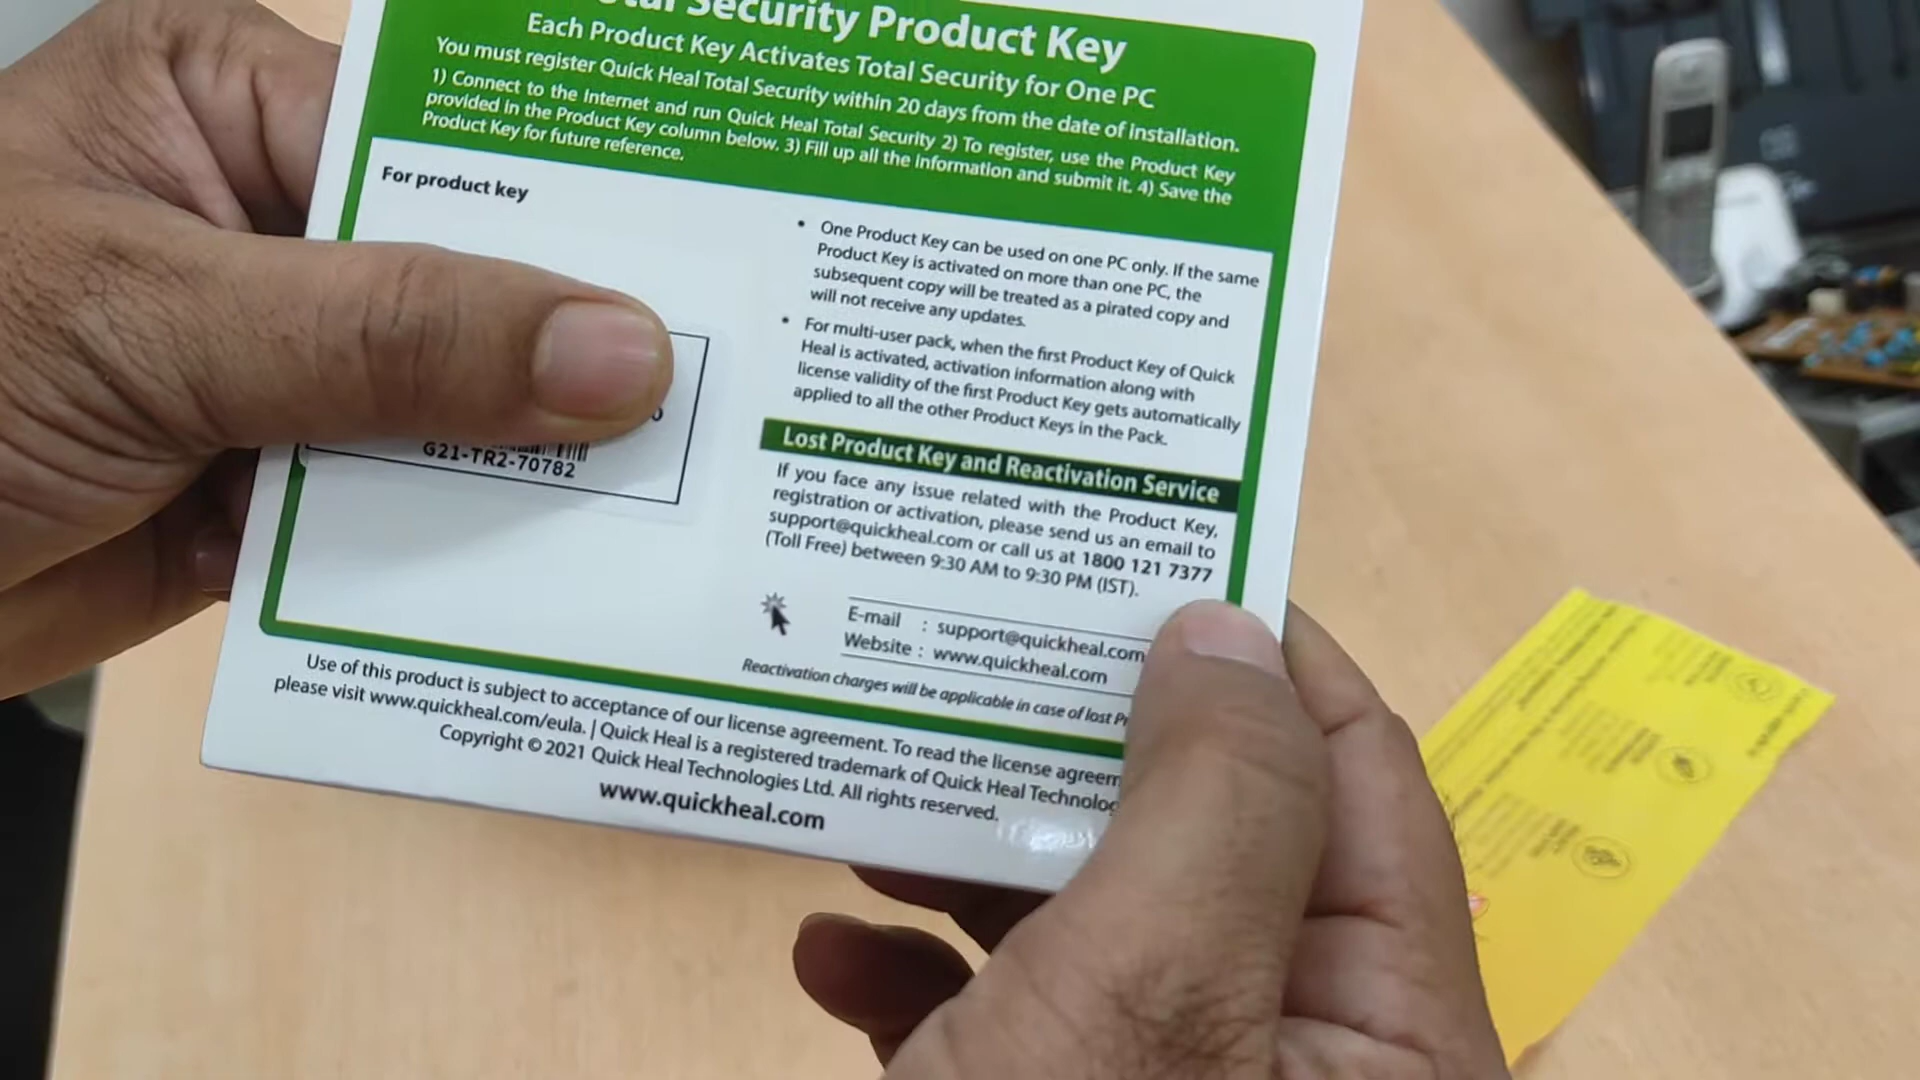 Security Product Key
Each Product Key Activates Total Security for One PC
You must register Quick Heal Total Security within 20 days from the date of installation.
1) Connect to the Internet and run Quick Heal Total Security 2) To register, use the Product Key
provided in the Product Key column below. 3) Fill up all the information and submit it. 4) Save the
Product Key for future reference.
For product key
G21-TR2-70782
• One Product Key can be used on one PC only. If the same
Product Key is activated on more than one PC, the
subsequent copy will be treated as a pirated copy and
will not receive any updates.
• For multi-user pack, when the first Product Key of Quick
Heal is activated, activation information along with
license validity of the first Product Key gets automatically
applied to all the other Product Keys in the Pack.
Lost Product Key and Reactivation Service
If you face any issue related with the Product Key,
registration or activation, please send us an email to
support@quickheal.com or call us at 1800 121 7377
(Toll Free) between 9:30 AM to 9:30 PM (IST).
E-mail : support@quickheal.com
Website : www.quickheal.com
Reactivation charges will be applicable in case of lost
Use of this product is subject to acceptance of our license agreement. To read the license
please visit www.quickheal.com/eula. | Quick Heal is a registered trademark of Quick Heal
Copyright © 2021 Quick Heal Technologies Ltd. All rights reserved.
www.quickheal.com